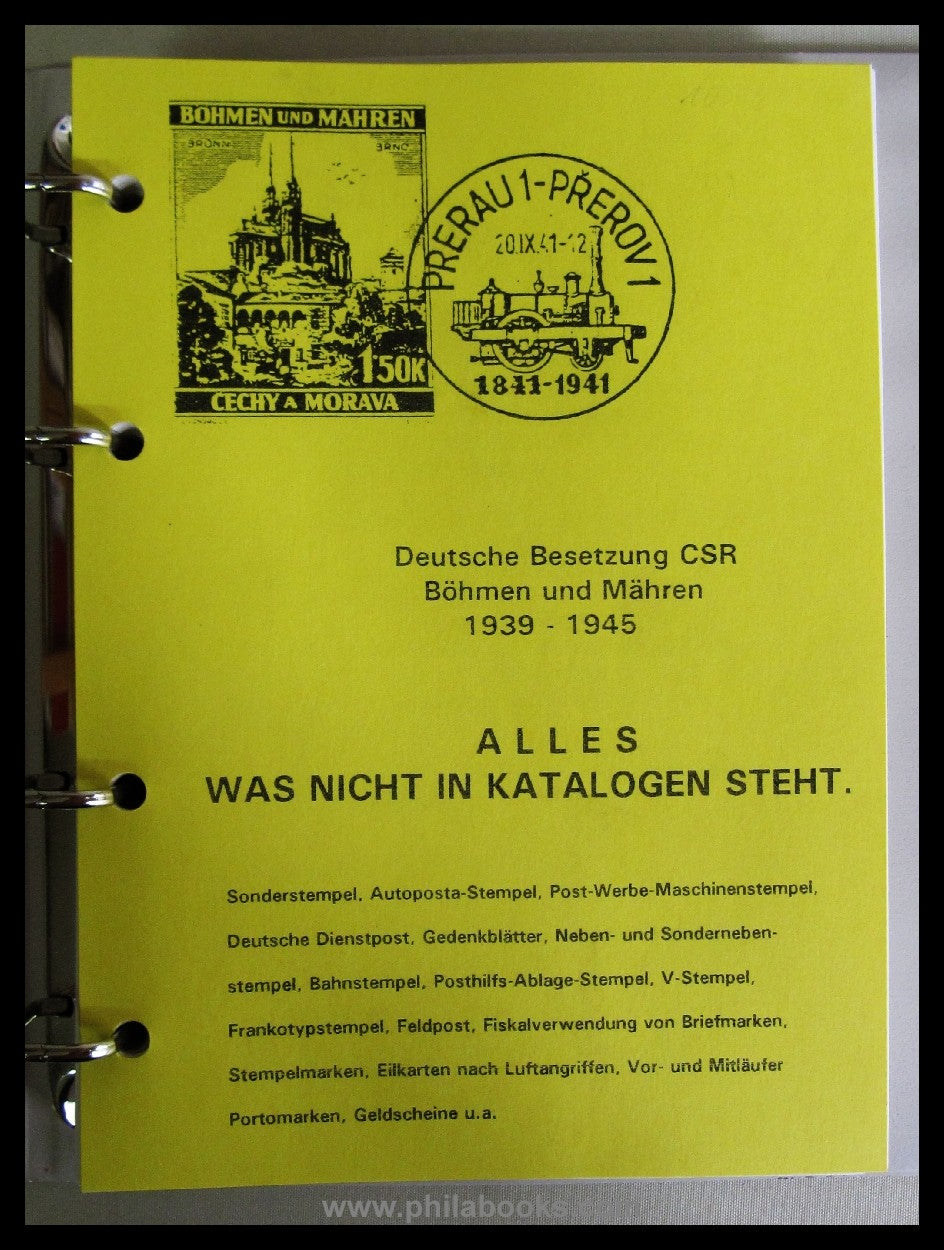 BÖHMEN UND MÄHREN
BRÜNN
BRNO
PRERAU 1-PŘEROV 1
20.IX.41-12
1841-1941
150K
ČECHY A MORAVA
Deutsche Besetzung CSR
Böhmen und Mähren
1939 - 1945
ALLES
WAS NICHT IN KATALOGEN STEHT.
Sonderstempel, Autoposta-Stempel, Post-Werbe-Maschinenstempel,
Deutsche Dienstpost, Gedenkblätter, Neben- und Sonderneben-
stempel, Bahnstempel, Posthilfs-Ablage-Stempel, V-Stempel,
Frankotypstempel, Feldpost, Fiskalverwendung von Briefmarken,
Stempelmarken, Eilkarten nach Luftangriffen, Vor- und Mitläufer
Portomarken, Geldscheine u.a.
www.philabooks.